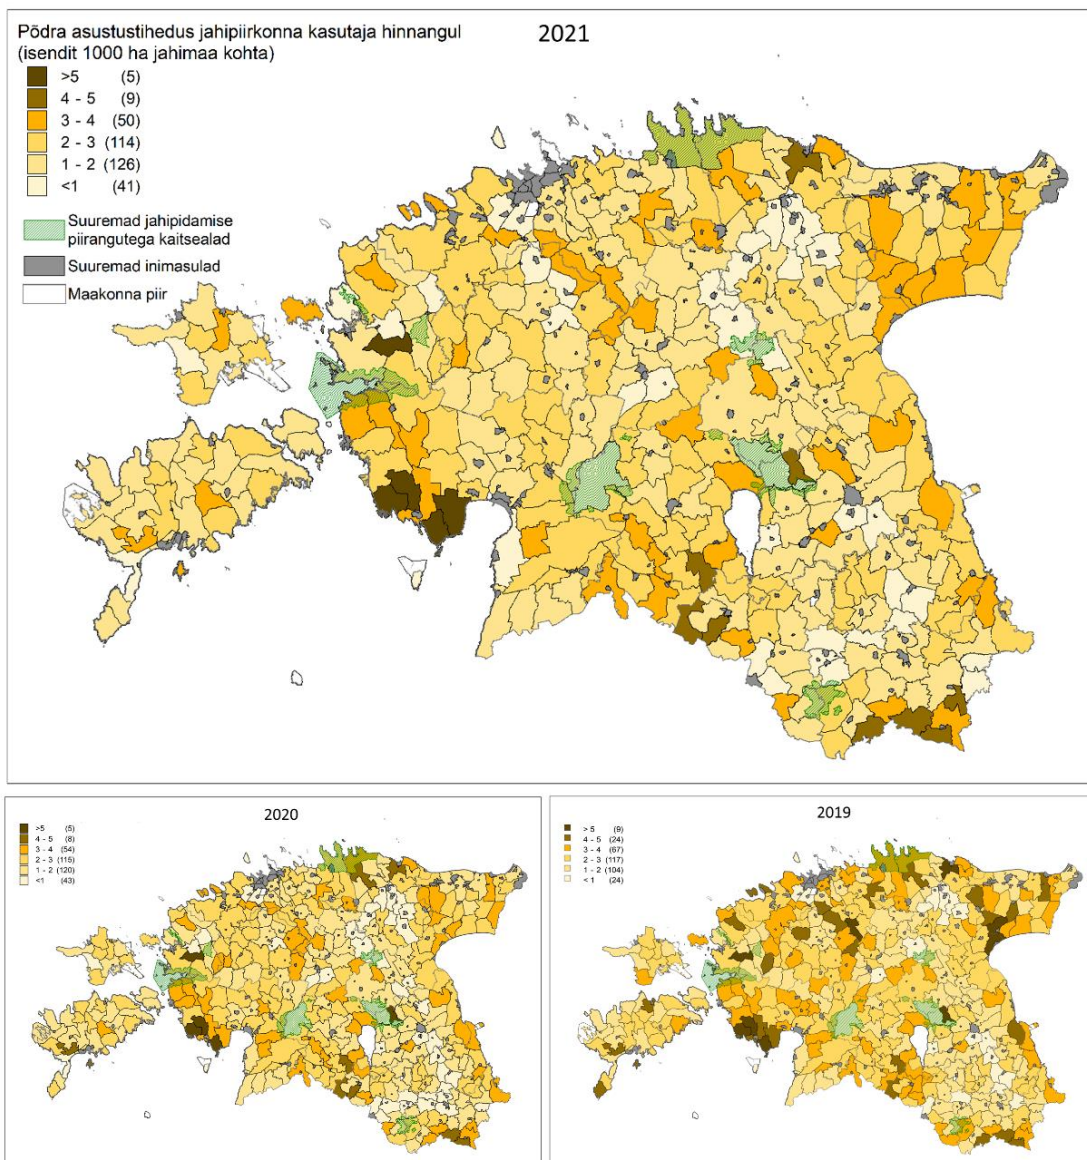 Põdra asustustihedus jahipiirkonna kasutaja hinnangul
(isendit 1000 ha jahimaa kohta)
2021
>5 (5)
4 - 5 (9)
3 - 4 (50)
2 - 3 (114)
1 - 2 (126)
<1 (41)
Suuremad jahipidamise
piirangutega kaitsealad
Suuremad inimasulad
Maakonna piir
2020
>5 (5)
4 - 5 (8)
3 - 4 (54)
2 - 3 (115)
1 - 2 (120)
<1 (43)
2019
> 5 (9)
4 - 5 (24)
3 - 4 (67)
2 - 3 (117)
1 - 2 (104)
< 1 (24)